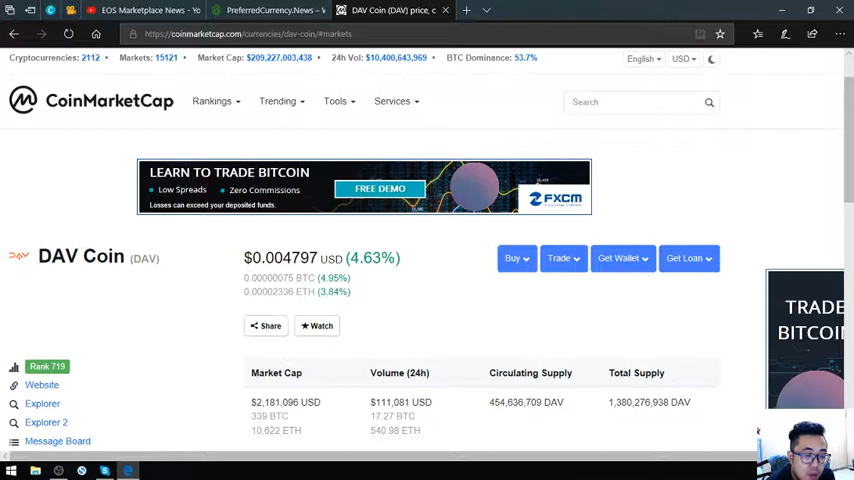 EOS Marketplace News - Yo
PreferredCurrency.News – V
DAV Coin (DAV) price, c
https://coinmarketcap.com/currencies/dav-coin/#markets
Cryptocurrencies: 2112 Markets: 15121 Market Cap: $209,227,003,438 24h Vol: $10,400,643,969 BTC Dominance: 53.7% English USD
CoinMarketCap Rankings Trending Tools Services Search
LEARN TO TRADE BITCOIN
Low Spreads Zero Commissions
FREE DEMO
Losses can exceed your deposited funds.
FXCM
DAV
DAV Coin (DAV)
$0.004797 USD (4.63%)
0.00000075 BTC (4.95%)
0.00002336 ETH (3.84%)
Buy Trade Get Wallet Get Loan
Share Watch
TRADE
BITCOIN
Rank 719
Website
Explorer
Explorer 2
Message Board
Market Cap Volume (24h) Circulating Supply Total Supply
$2,181,096 USD $111,081 USD 454,636,709 DAV 1,380,276,938 DAV
339 BTC 17.27 BTC
10,622 ETH 540.98 ETH